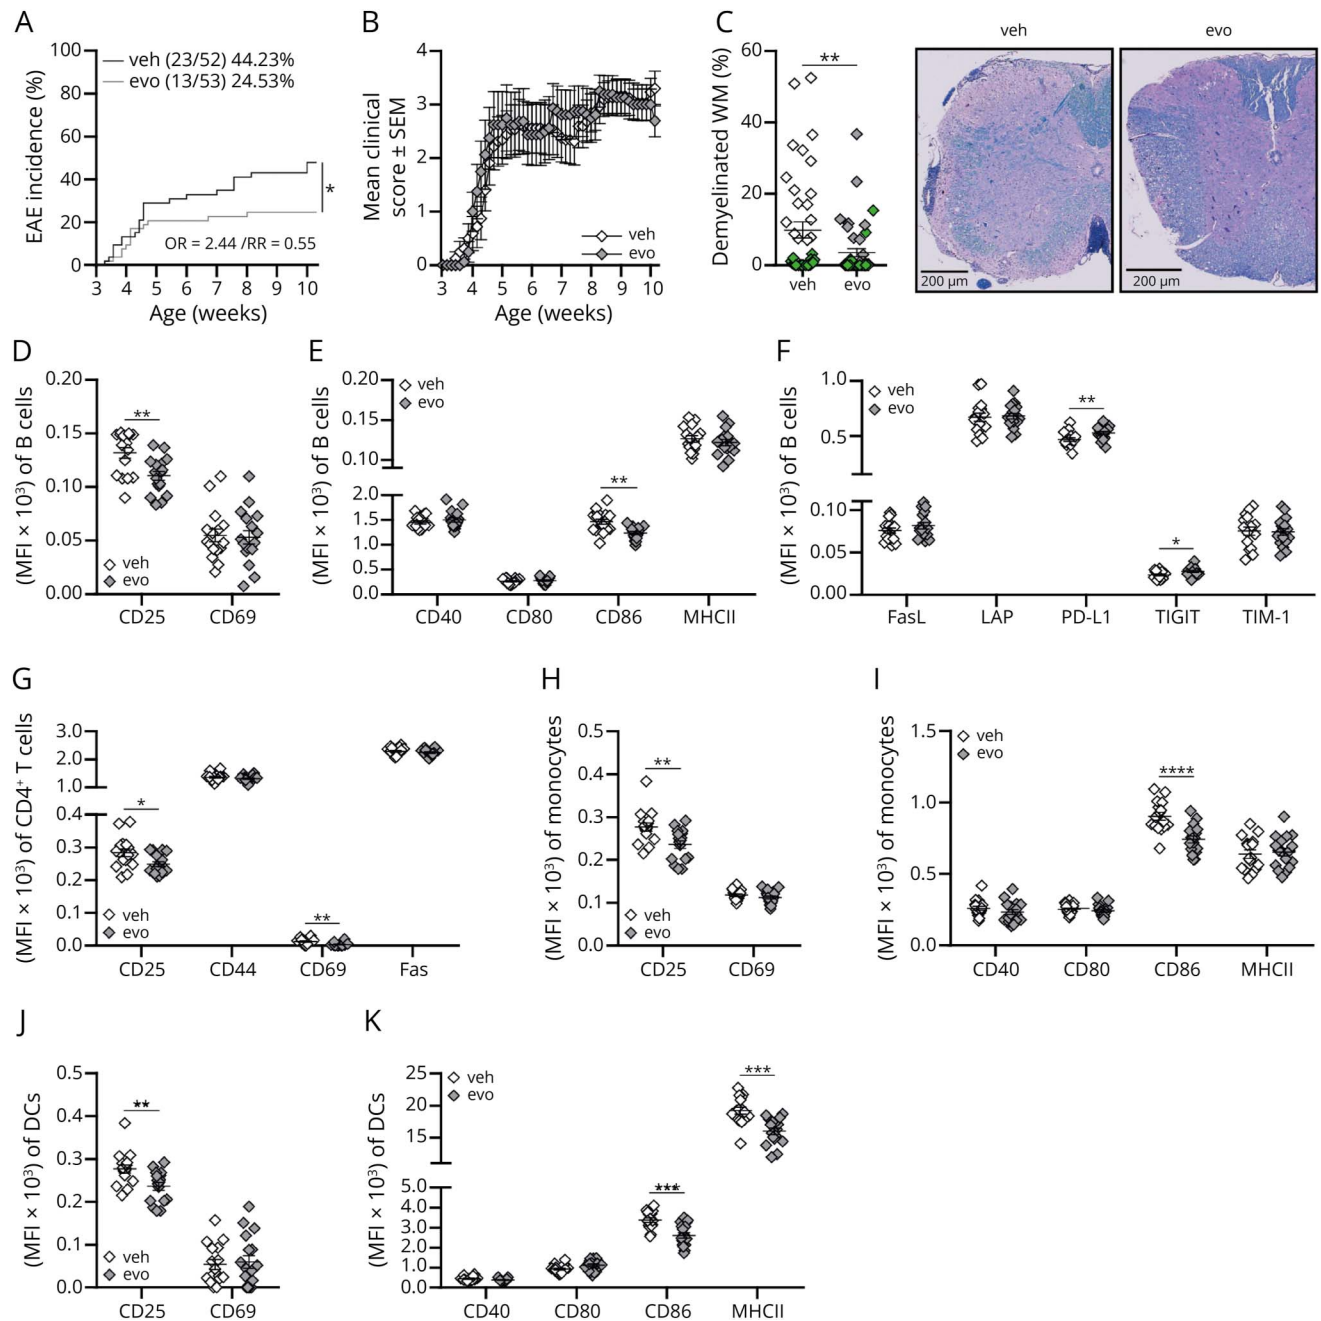 A
EAE incidence (%)
100
80
60
40
20
0
veh (23/52) 44.23%
evo (13/53) 24.53%
*
OR = 2.44 /RR = 0.55
3 4 5 6 7 8 9 10
Age (weeks)
B
Mean clinical
score ± SEM
4
3
2
1
0
veh
evo
3 4 5 6 7 8 9 10
Age (weeks)
C
Demyelinated WM (%)
60
40
20
0
**
veh evo
veh
200 µm
evo
200 µm
D
(MFI × 10³) of B cells
0.20
0.15
0.10
0.05
0.00
**
veh
evo
CD25 CD69
E
(MFI × 10³) of B cells
0.20
0.15
0.10
2.0
1.5
1.0
0.5
0.0
veh
evo
**
CD40 CD80 CD86 MHCII
F
(MFI × 10³) of B cells
1.0
0.5
0.10
0.05
0.00
veh
evo
**
*
FasL LAP PD-L1 TIGIT TIM-1
G
(MFI × 10³) of CD4⁺ T cells
3.0
2.0
1.0
0.4
0.3
0.2
0.1
0.0
*
**
veh
evo
CD25 CD44 CD69 Fas
H
(MFI × 10³) of monocytes
0.5
0.4
0.3
0.2
0.1
0.0
**
veh
evo
CD25 CD69
I
(MFI × 10³) of monocytes
1.5
1.0
0.5
0.0
veh
evo
****
CD40 CD80 CD86 MHCII
J
(MFI × 10³) of DCs
0.5
0.4
0.3
0.2
0.1
0.0
**
veh
evo
CD25 CD69
K
(MFI × 10³) of DCs
25
20
15
5.0
4.0
3.0
2.0
1.0
0.0
veh
evo
***
***
CD40 CD80 CD86 MHCII